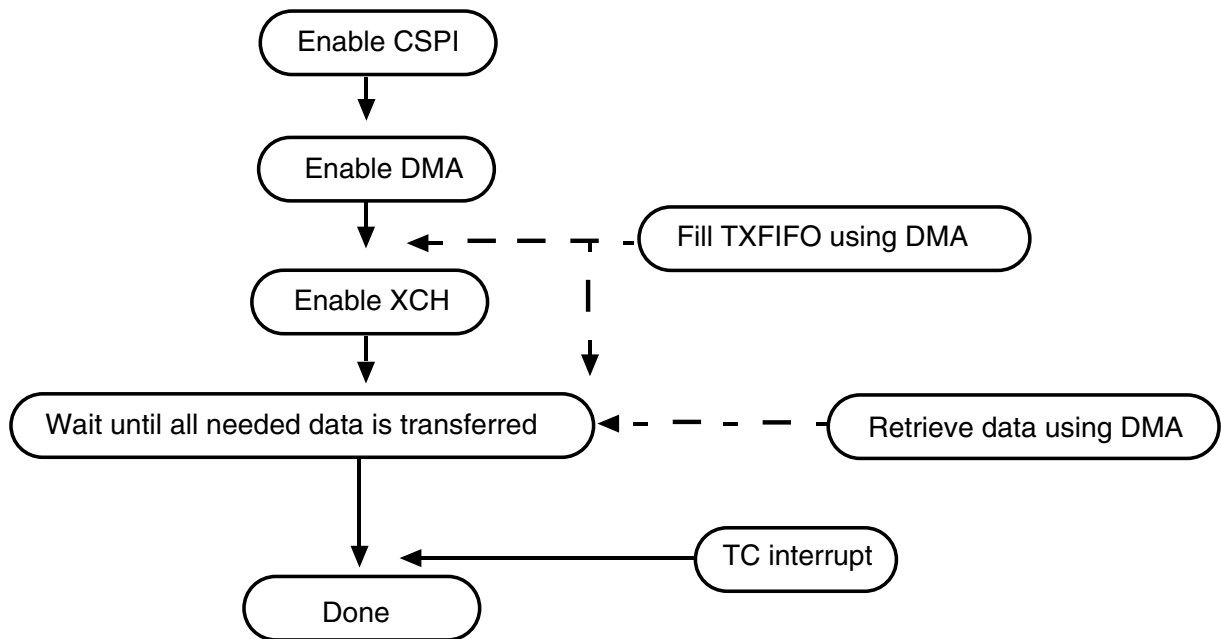 Enable CSPI
Enable DMA
Fill TXFIFO using DMA
Enable XCH
Wait until all needed data is transferred
Retrieve data using DMA
TC interrupt
Done